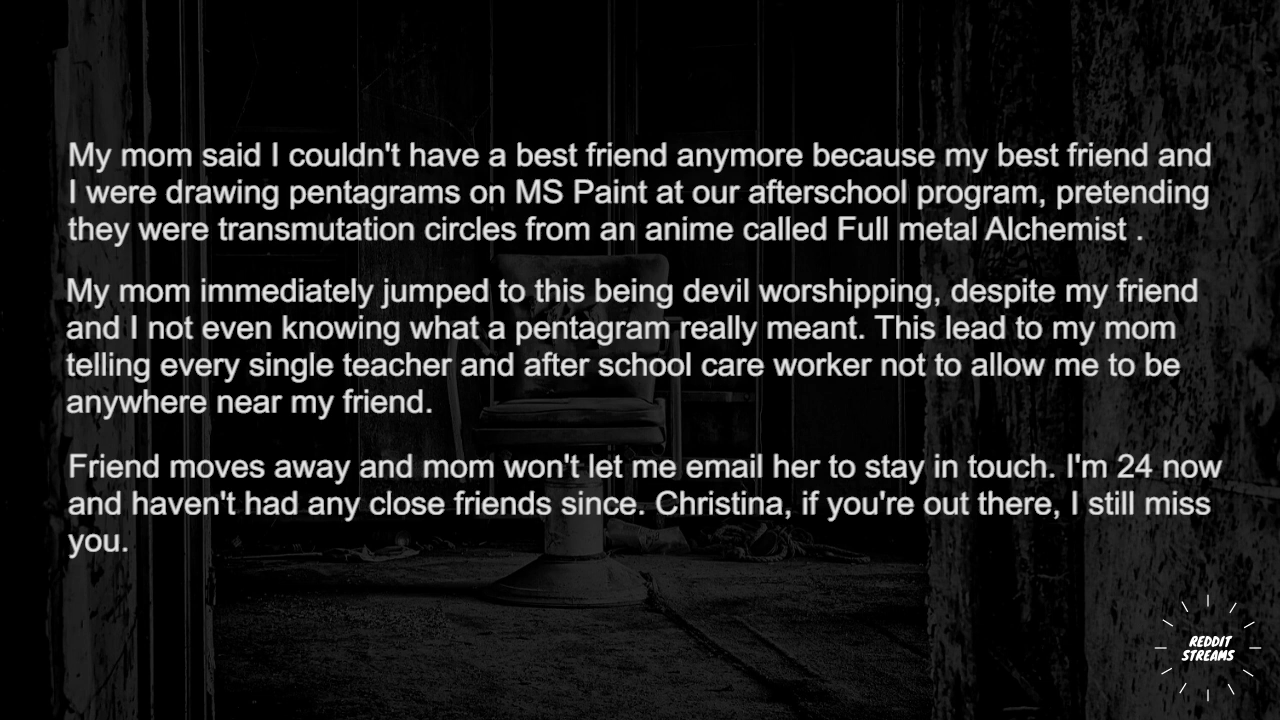 My mom said I couldn't have a best friend anymore because my best friend and
I were drawing pentagrams on MS Paint at our afterschool program, pretending
they were transmutation circles from an anime called Full metal Alchemist .
My mom immediately jumped to this being devil worshipping, despite my friend
and I not even knowing what a pentagram really meant. This lead to my mom
telling every single teacher and after school care worker not to allow me to be
anywhere near my friend.
Friend moves away and mom won't let me email her to stay in touch. I'm 24 now
and haven't had any close friends since. Christina, if you're out there, I still miss
you.
REDDIT
STREAMS